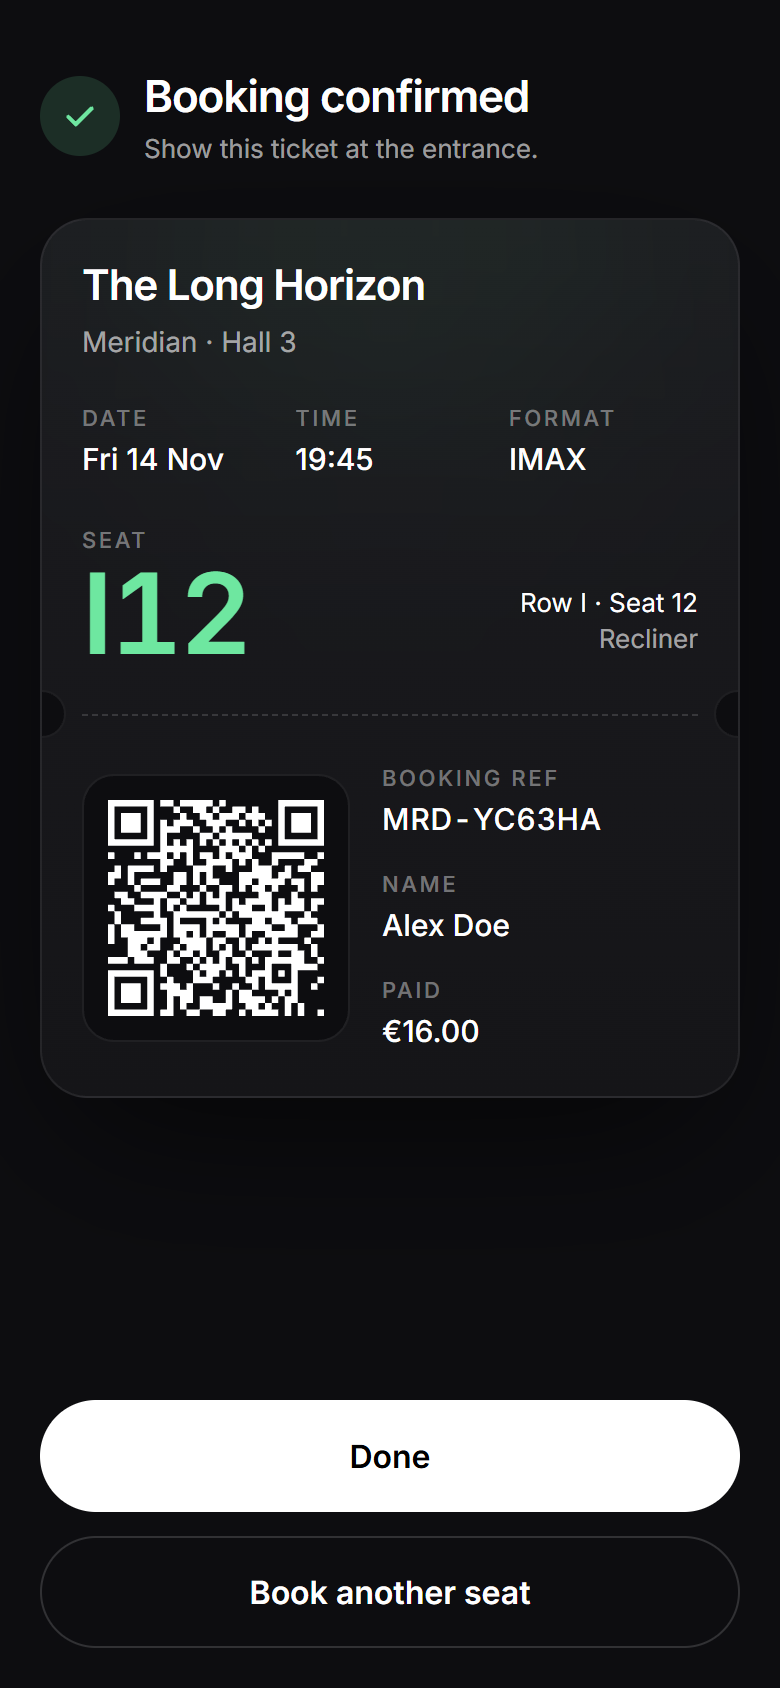 Booking confirmed
Show this ticket at the entrance.
The Long Horizon
Meridian · Hall 3
DATE TIME FORMAT
Fri 14 Nov 19:45 IMAX
SEAT
I12
Row I · Seat 12
Recliner
BOOKING REF
MRD-YC63HA
NAME
Alex Doe
PAID
€16.00
Done
Book another seat